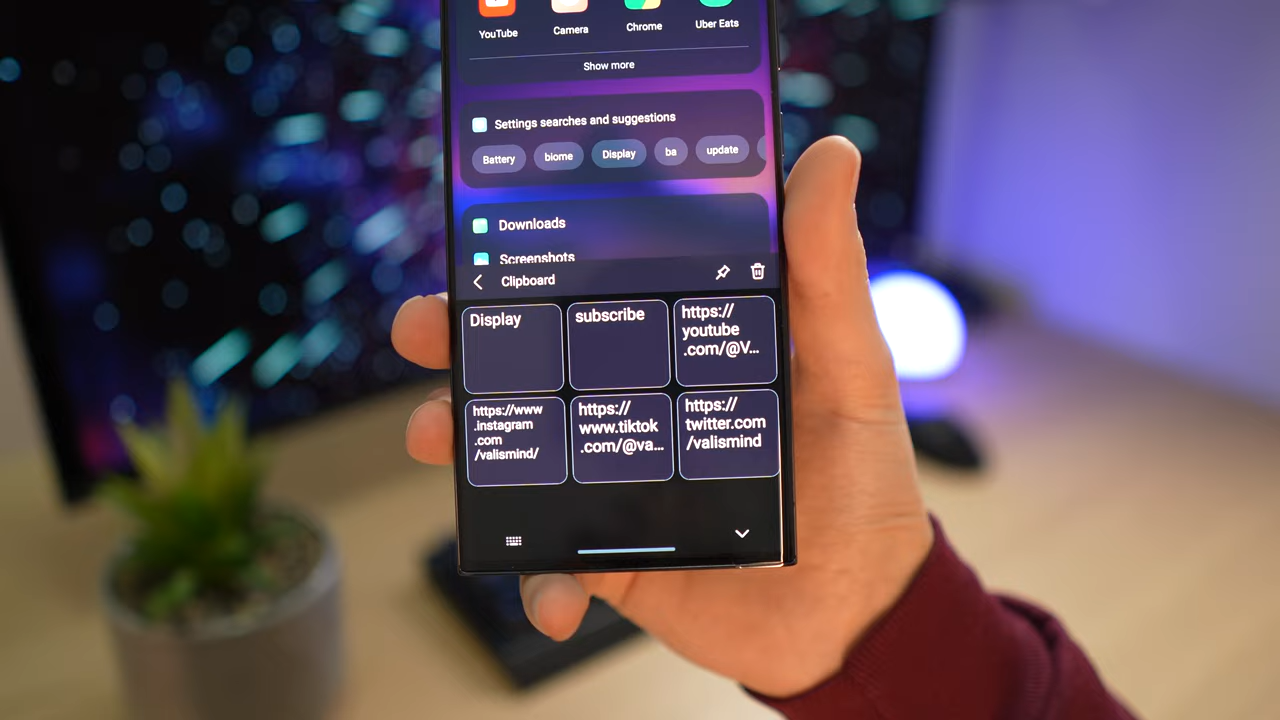 YouTube
Camera
Chrome
Uber Eats
Show more
Settings searches and suggestions
Battery
biome
Display
ba
update
Downloads
Screenshots
Clipboard
Display
subscribe
https://
youtube
.com/@V...
https://www
.instagram
.com
/valismind/
https://
www.tiktok
.com/@va...
https://
twitter.com
/valismind